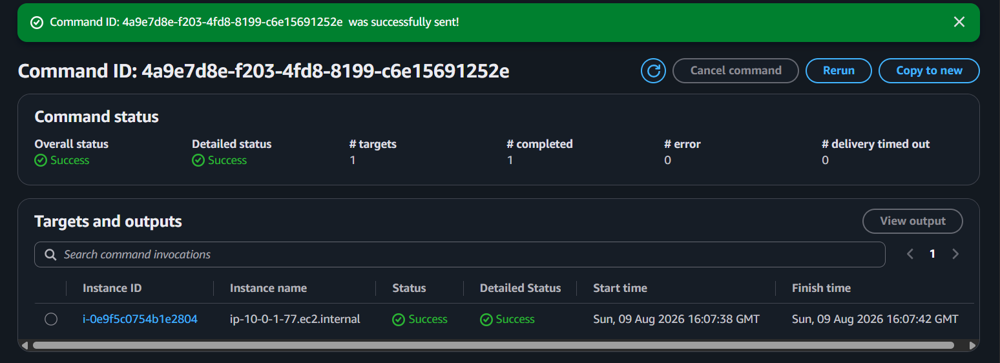 Command ID: 4a9e7d8e-f203-4fd8-8199-c6e15691252e was successfully sent!
Command ID: 4a9e7d8e-f203-4fd8-8199-c6e15691252e
Cancel command
Rerun
Copy to new
Command status
Overall status Detailed status # targets # completed # error # delivery timed out
Success Success 1 1 0 0
Targets and outputs
View output
Search command invocations
1
Instance ID Instance name Status Detailed Status Start time Finish time
i-0e9f5c0754b1e2804 ip-10-0-1-77.ec2.internal Success Success Sun, 09 Aug 2026 16:07:38 GMT Sun, 09 Aug 2026 16:07:42 GMT